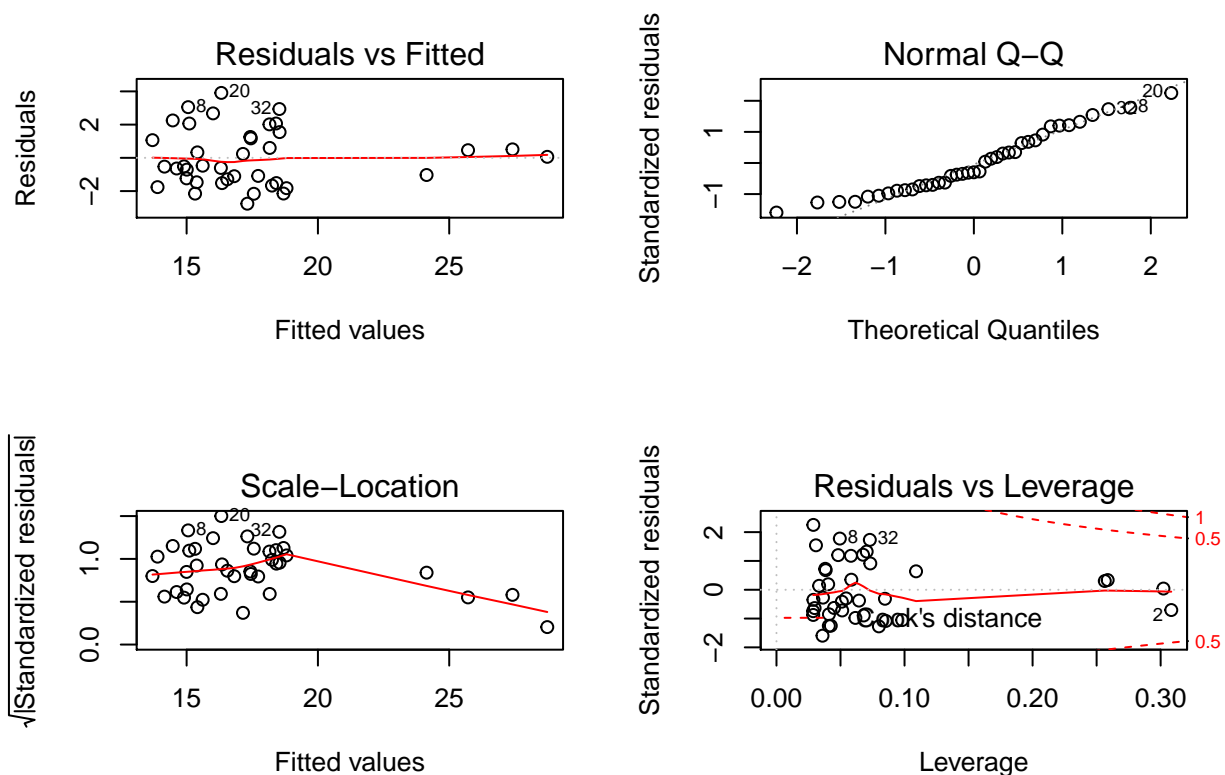 Residuals vs Fitted
Residuals
2
−2
8
20
32
15
20
25
Fitted values
Normal Q−Q
Standardized residuals
1
−1
20
8
−2
−1
0
1
2
Theoretical Quantiles
Scale−Location
√|Standardized residuals|
1.0
0.0
8
20
32
15
20
25
Fitted values
Residuals vs Leverage
Standardized residuals
2
0
−2
8
32
2
distance
1
0.5
0.5
0.00
0.10
0.20
0.30
Leverage